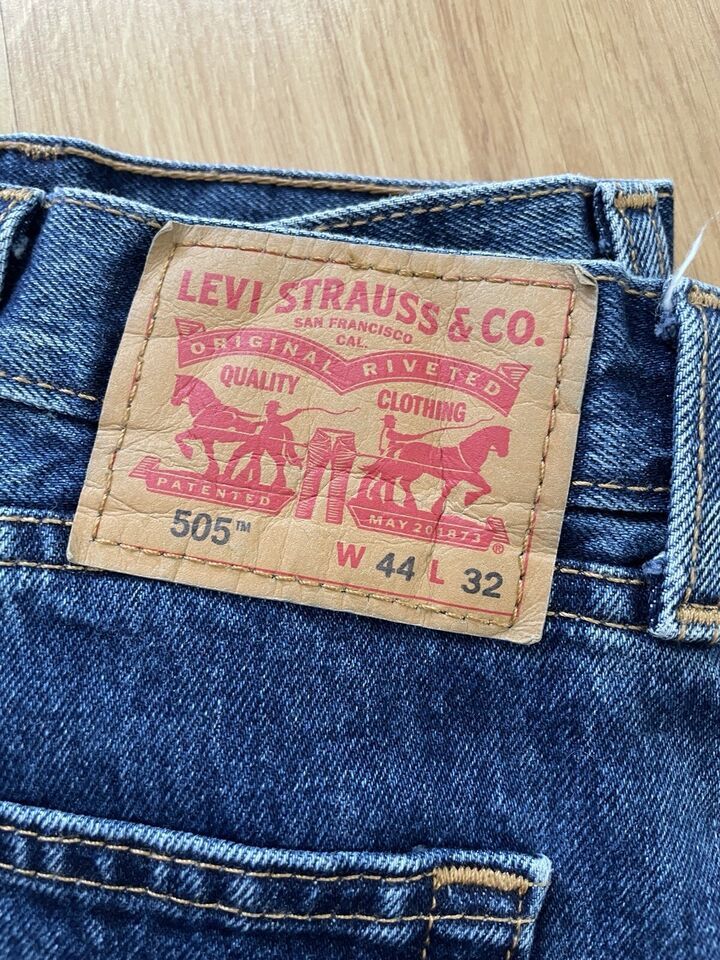 LEVI STRAUSS & CO.
SAN FRANCISCO
CAL.
ORIGINAL RIVETED
QUALITY CLOTHING
PATENTED MAY 20 1873 ®
505™
W 44 L 32